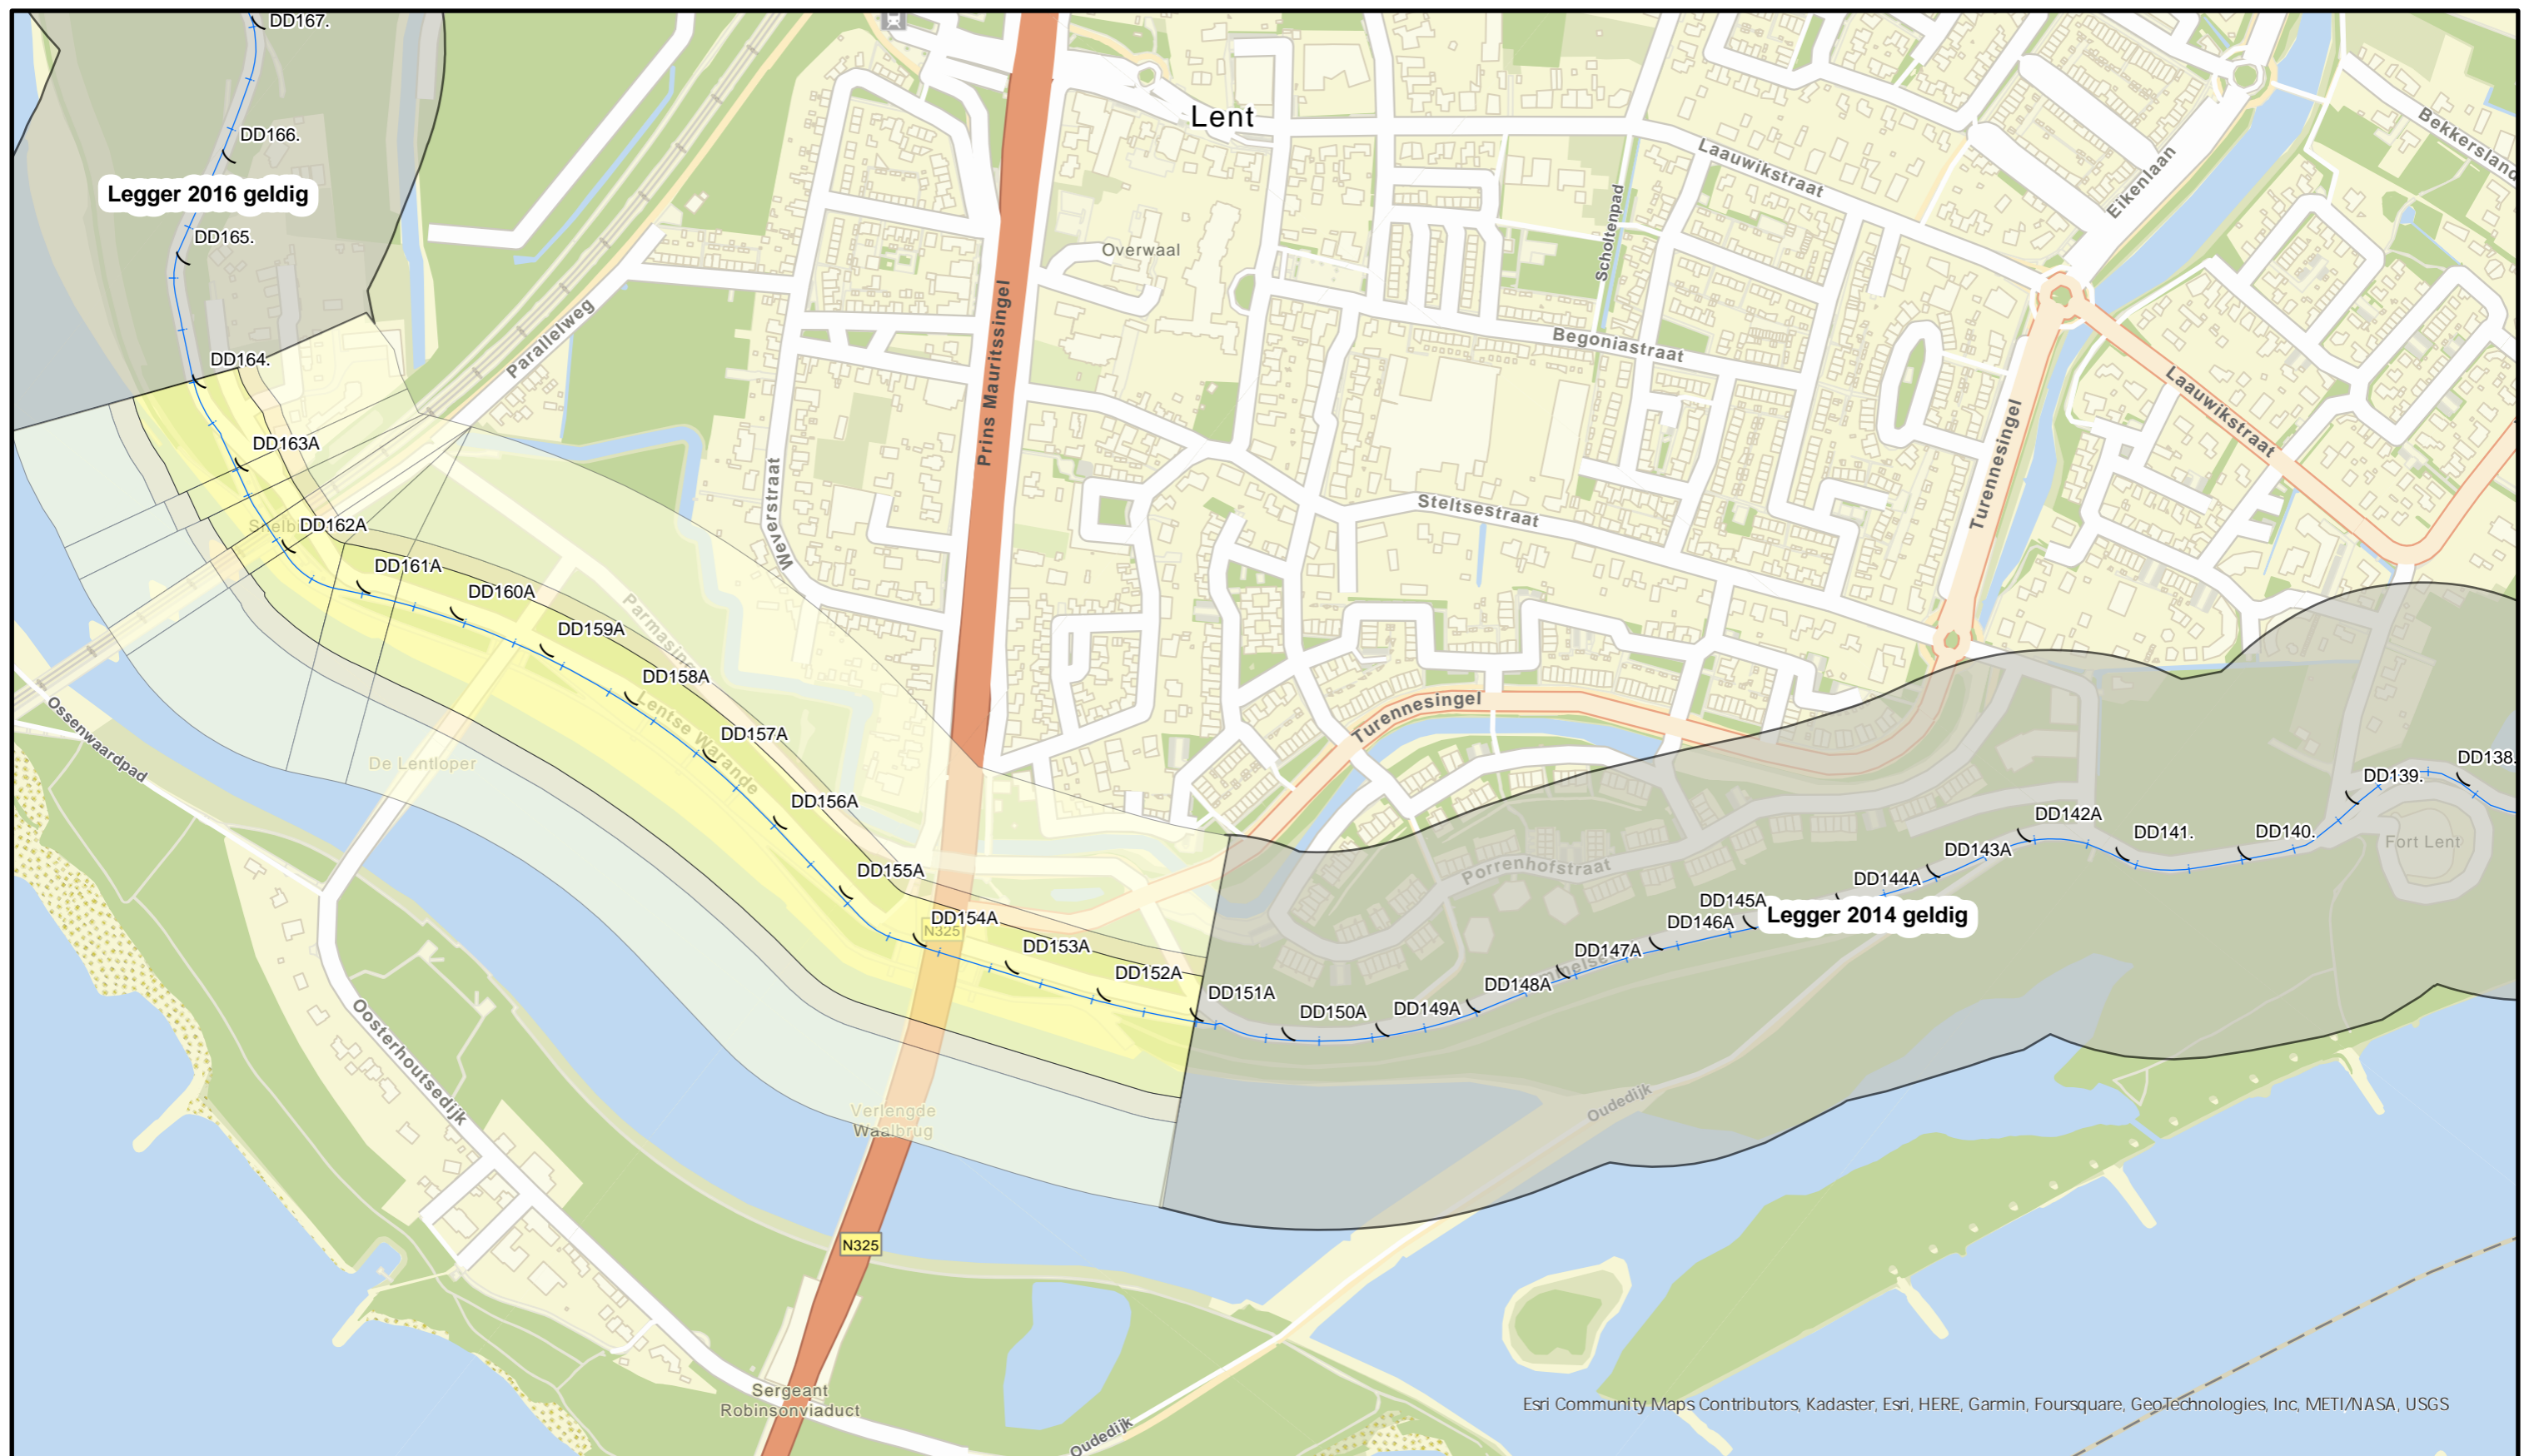 DD167.
Lent
DD166.
Bekkersland
Laauwikstraat
Eikenlaan
Legger 2016 geldig
Scholtenpad
DD165.
Overwaal
Prins Mauritssingel
Parallelweg
Begoniastraat
DD164.
Laauwikstraat
Turennesingel
DD163A
Weverstraat
Steltsestraat
DD162A
DD161A
DD160A
Parmasingel
DD159A
DD158A
Lentse Warande
Turennesingel
Ossenwaardpad
De Lentloper
DD157A
DD138.
DD139.
DD156A
DD142A
DD141.
DD140.
Fort Lent
DD143A
Porrenhofstraat
DD155A
DD144A
DD145A
Legger 2014 geldig
DD154A
N325
DD146A
DD153A
DD147A
DD152A
DD148A
DD151A
DD150A
DD149A
Oosterhoutsedijk
Oudedijk
Verlengde
Waalbrug
N325
Sergeant
Robinsonviaduct
Oudedijk
Esri Community Maps Contributors, Kadaster, Esri, HERE, Garmin, Foursquare, GeoTechnologies, Inc, METI/NASA, USGS